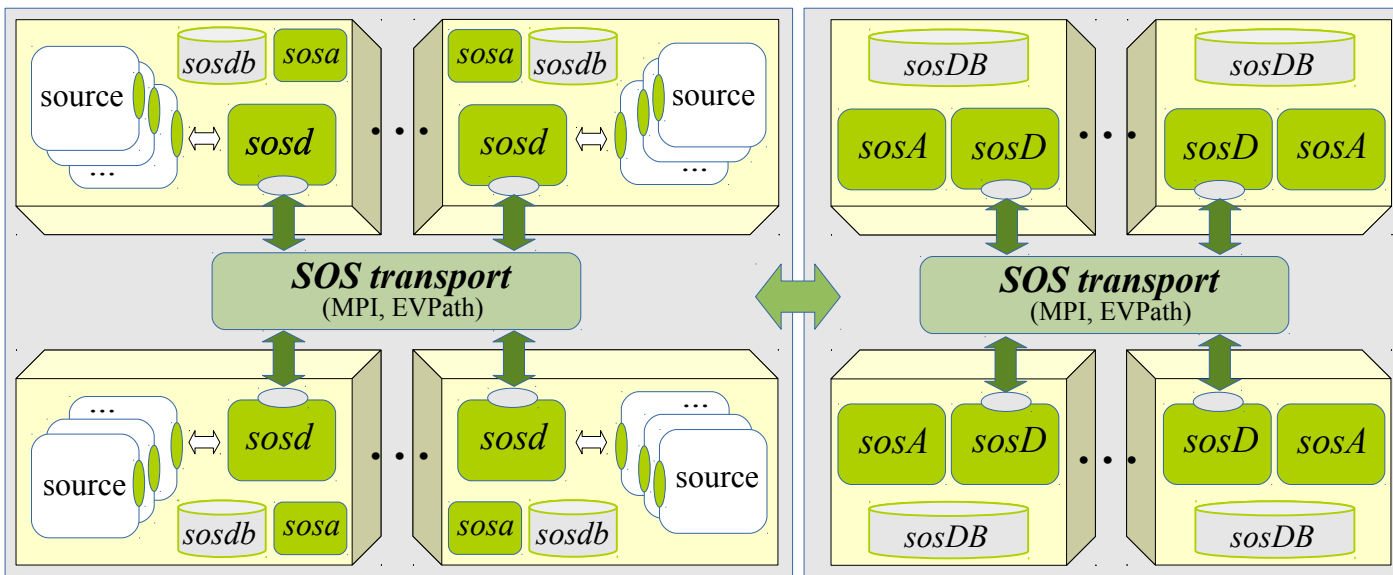 sosdb
sosa
source
sosd
...
sosa
sosdb
source
sosd
...
• • •
SOS transport
(MPI, EVPath)
...
source
sosd
sosdb
sosa
• • •
...
sosd
source
sosa
sosdb
sosDB
sosA
sosD
• • •
sosDB
sosD
sosA
SOS transport
(MPI, EVPath)
sosA
sosD
sosDB
• • •
sosD
sosA
sosDB